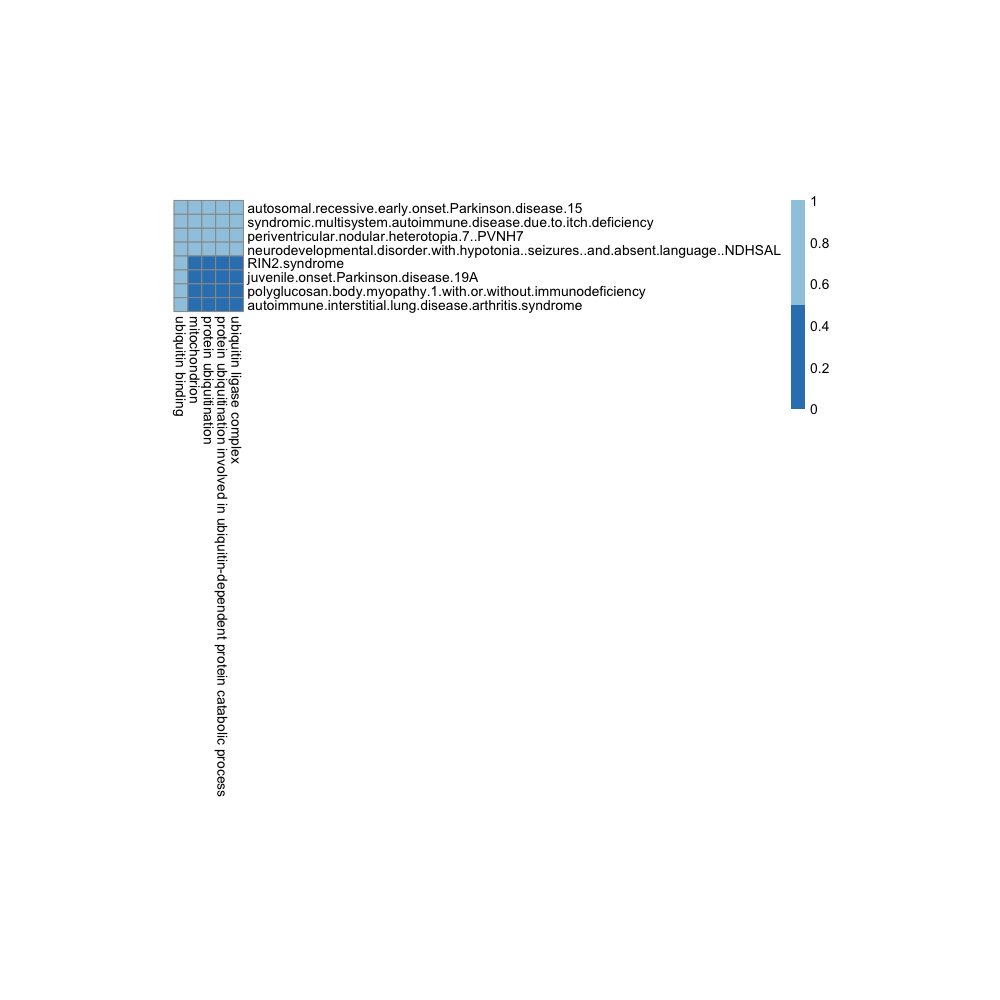 autosomal.recessive.early.onset.Parkinson.disease.15
syndromic.multisystem.autoimmune.disease.due.to.itch.deficiency
periventricular.nodular.heterotopia.7..PVNH7
neurodevelopmental.disorder.with.hypotonia..seizures..and.absent.language..NDHSAL
RIN2.syndrome
juvenile.onset.Parkinson.disease.19A
polyglucosan.body.myopathy.1.with.or.without.immunodeficiency
autoimmune.interstitial.lung.disease.arthritis.syndrome
ubiquitin binding
mitochondrion
protein ubiquitination
protein ubiquitination involved in ubiquitin-dependent protein catabolic process
ubiquitin ligase complex
1
0.8
0.6
0.4
0.2
0